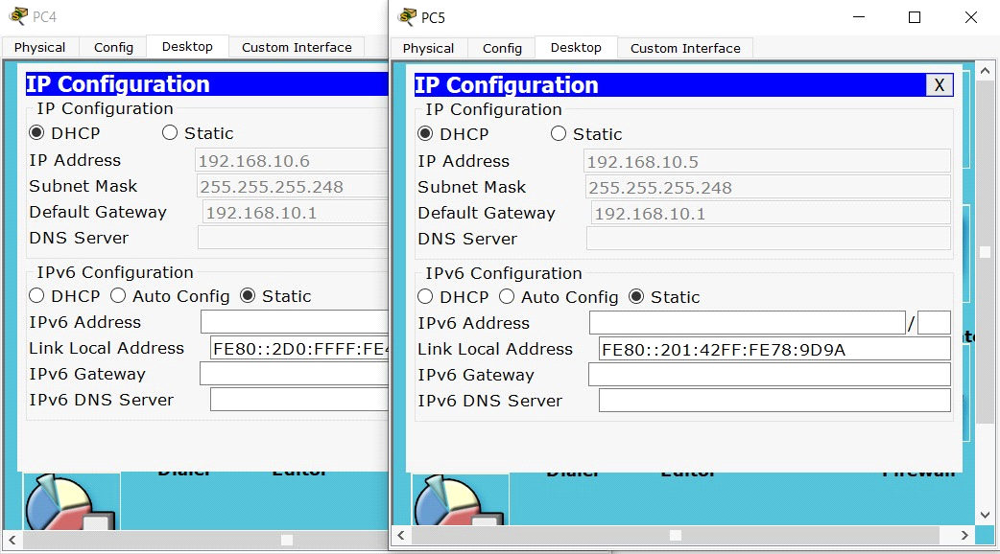 PC4
Physical Config Desktop Custom Interface
IP Configuration
IP Configuration
DHCP Static
IP Address 192.168.10.6
Subnet Mask 255.255.255.248
Default Gateway 192.168.10.1
DNS Server
IPv6 Configuration
DHCP Auto Config Static
IPv6 Address
Link Local Address FE80::2D0:FFFF:FE
IPv6 Gateway
IPv6 DNS Server
Dialer Editor
PC5
Physical Config Desktop Custom Interface
IP Configuration X
IP Configuration
DHCP Static
IP Address 192.168.10.5
Subnet Mask 255.255.255.248
Default Gateway 192.168.10.1
DNS Server
IPv6 Configuration
DHCP Auto Config Static
IPv6 Address /
Link Local Address FE80::201:42FF:FE78:9D9A
IPv6 Gateway
IPv6 DNS Server
Dialer Editor Firewall